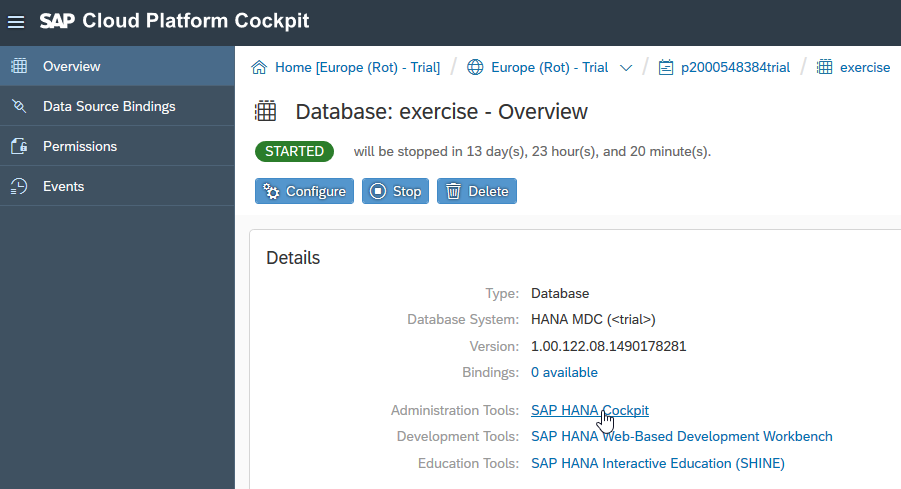 SAP Cloud Platform Cockpit
Overview
Data Source Bindings
Permissions
Events
Home [Europe (Rot) - Trial] / Europe (Rot) - Trial / p2000548384trial / exercise
Database: exercise - Overview
STARTED will be stopped in 13 day(s), 23 hour(s), and 20 minute(s).
Configure Stop Delete
Details
Type: Database
Database System: HANA MDC (<trial>)
Version: 1.00.122.08.1490178281
Bindings: 0 available
Administration Tools: SAP HANA Cockpit
Development Tools: SAP HANA Web-Based Development Workbench
Education Tools: SAP HANA Interactive Education (SHINE)